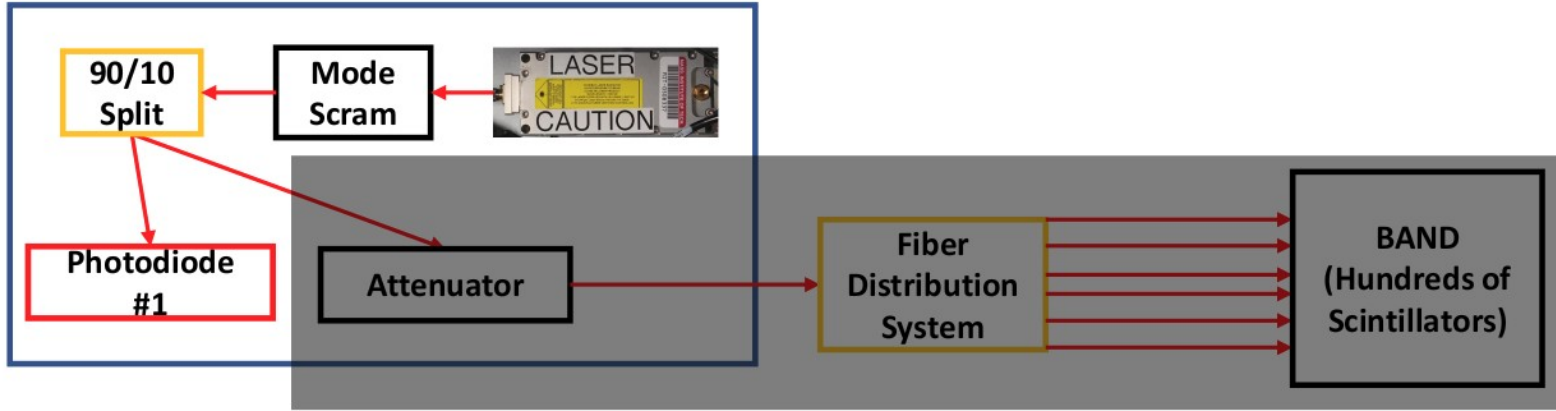 90/10
Split
Mode
Scram
LASER
CAUTION
Photodiode
#1
Attenuator
Fiber
Distribution
System
BAND
(Hundreds of
Scintillators)